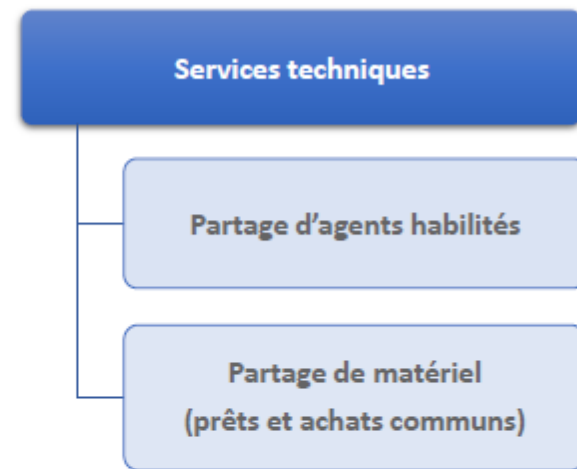 Services techniques
Partage d’agents habilités
Partage de matériel
(prêts et achats communs)